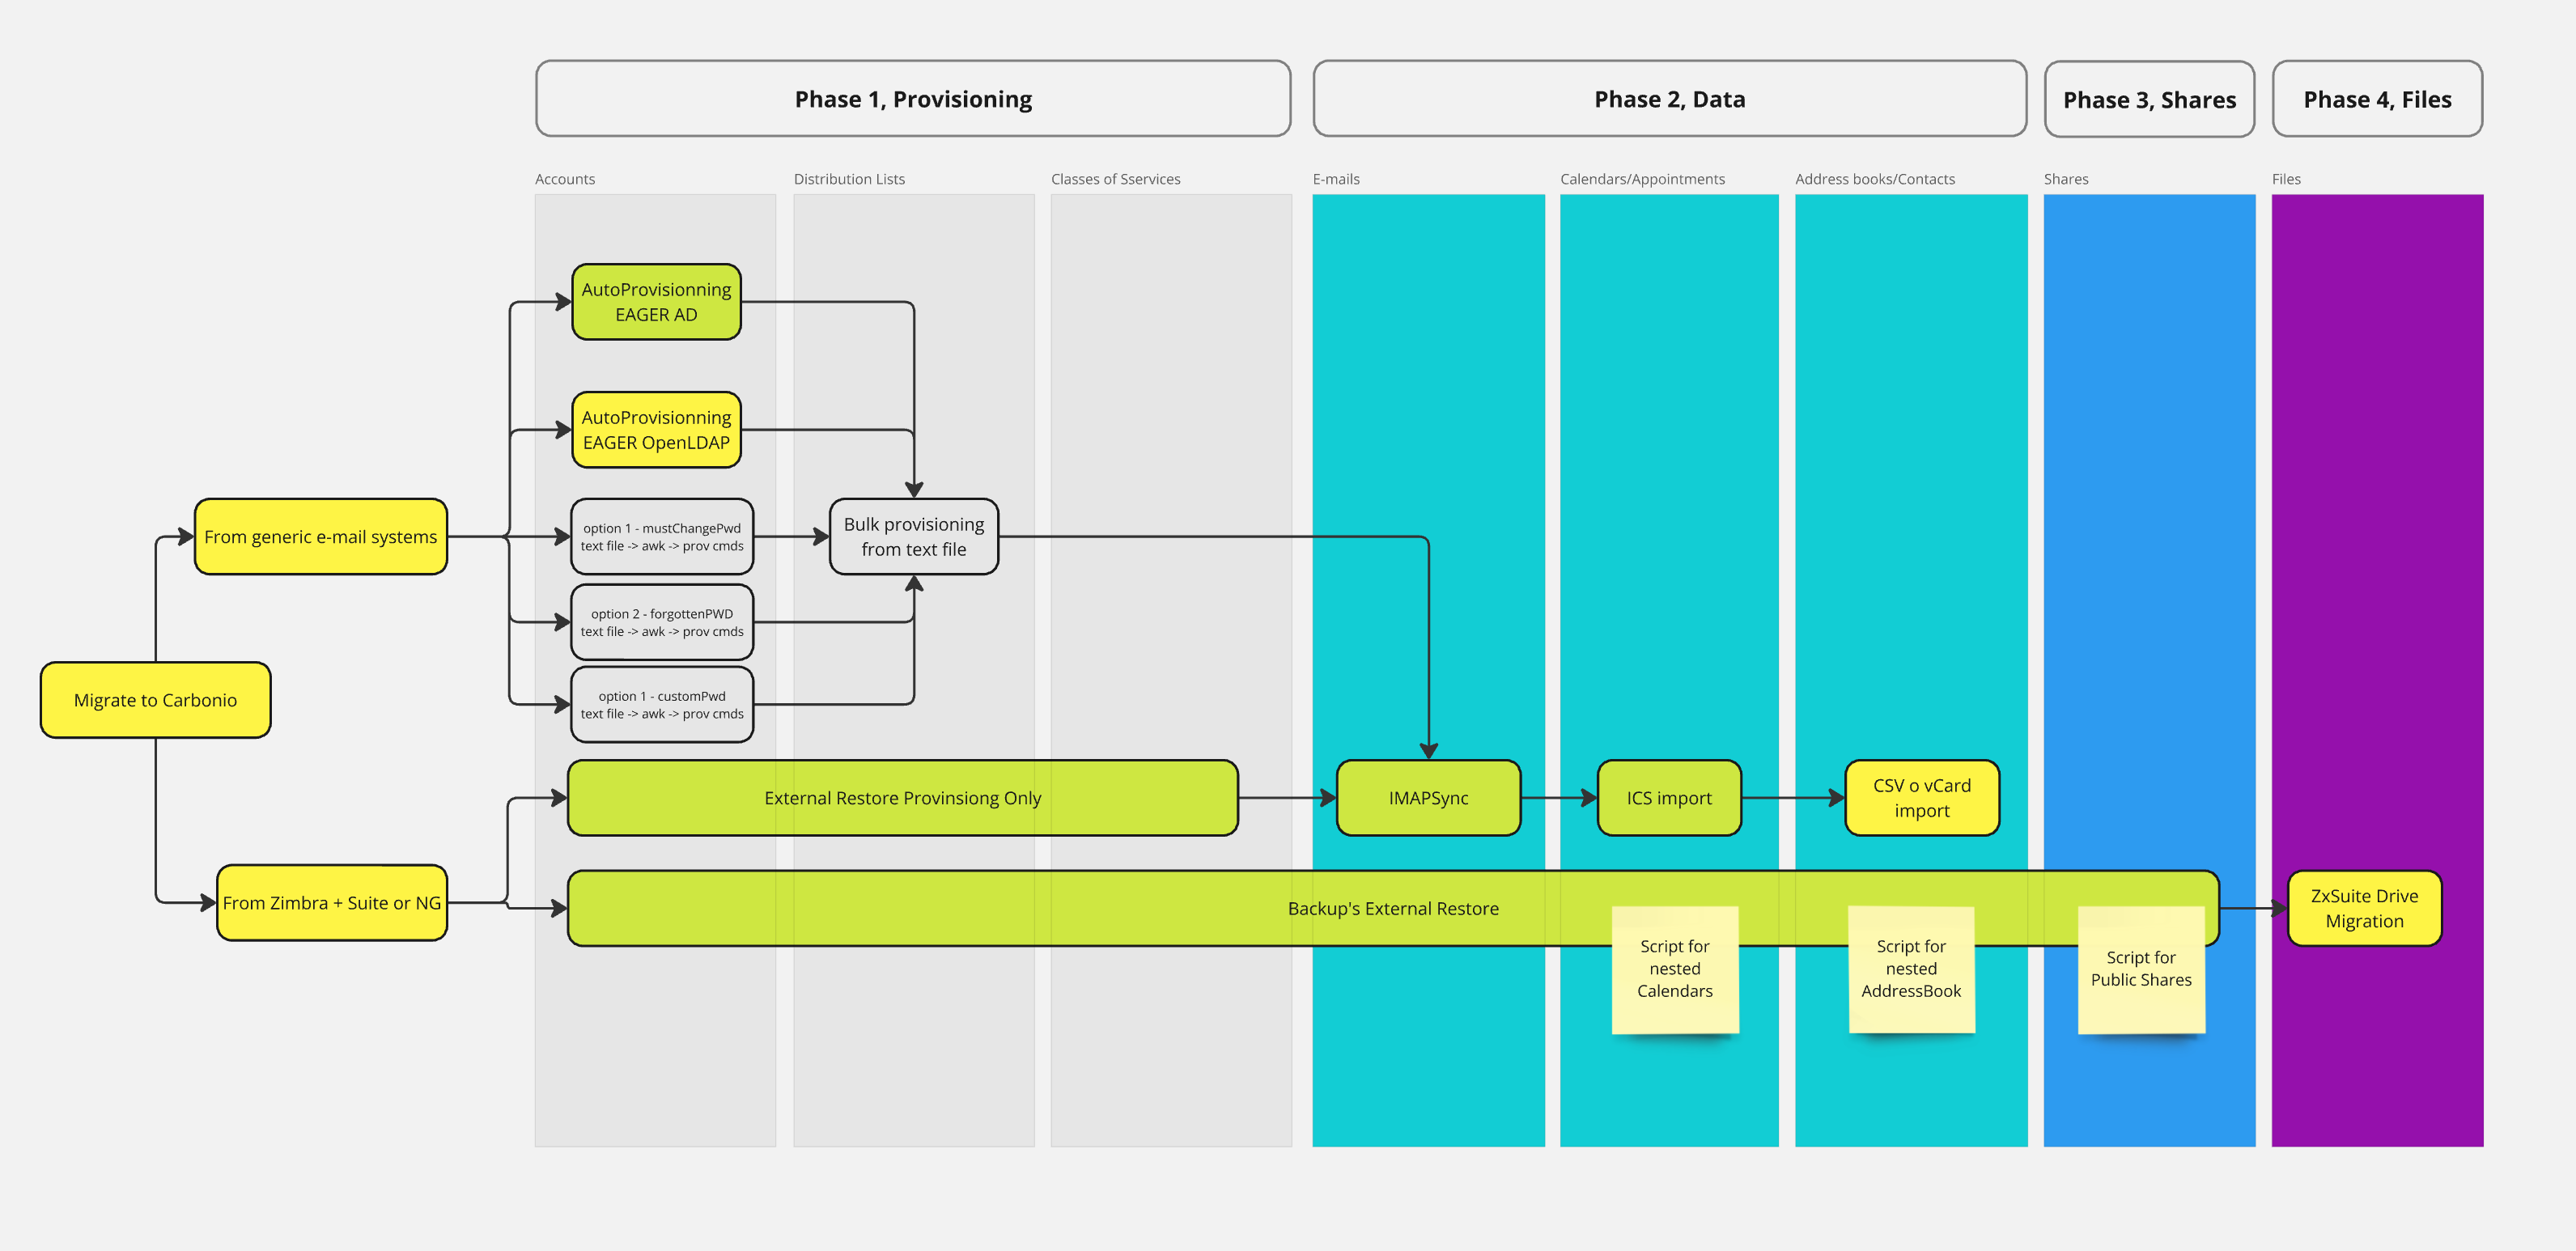 Phase 1, Provisioning
Phase 2, Data
Phase 3, Shares
Phase 4, Files
Accounts
Distribution Lists
Classes of Sservices
E-mails
Calendars/Appointments
Address books/Contacts
Shares
Files
AutoProvisionning
EAGER AD
AutoProvisionning
EAGER OpenLDAP
From generic e-mail systems
option 1 - mustChangePwd
text file -> awk -> prov cmds
Bulk provisioning
from text file
option 2 - forgottenPWD
text file -> awk -> prov cmds
Migrate to Carbonio
option 1 - customPwd
text file -> awk -> prov cmds
External Restore Provinsiong Only
IMAPSync
ICS import
CSV o vCard
import
From Zimbra + Suite or NG
Backup's External Restore
ZxSuite Drive
Migration
Script for
nested
Calendars
Script for
nested
AddressBook
Script for
Public Shares